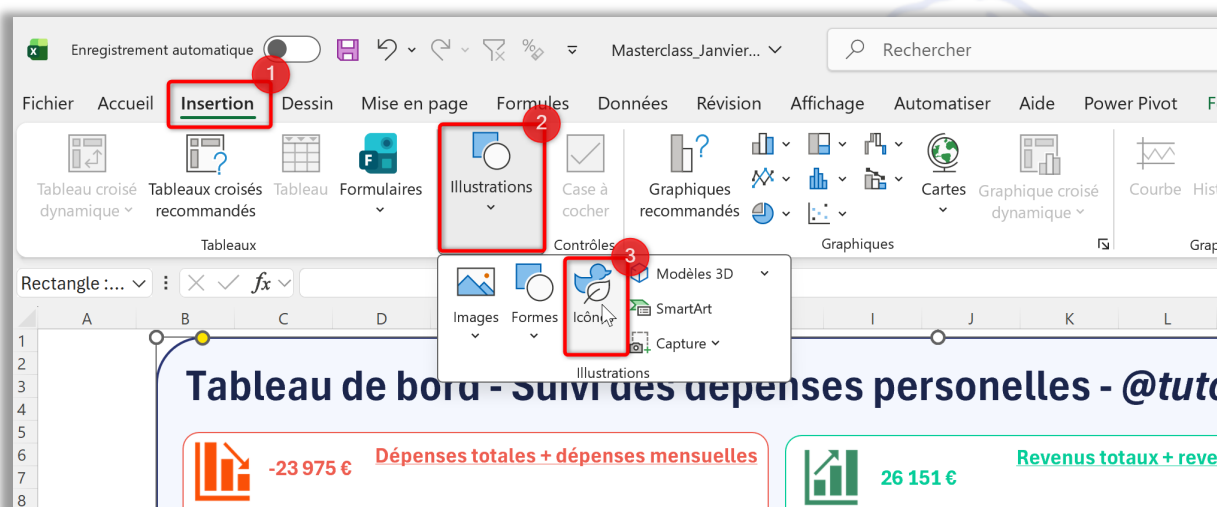 Enregistrement automatique
Masterclass_Janvier...
Rechercher
1
Fichier Accueil Insertion Dessin Mise en page Formules Données Révision Affichage Automatiser Aide Power Pivot
2
Tableau croisé dynamique
Tableaux croisés recommandés
Tableau
Formulaires
Illustrations
Case à cocher
Graphiques recommandés
Cartes
Graphique croisé dynamique
Courbe
Tableaux
Contrôles
Graphiques
3
Rectangle :...
fx
Images
Formes
Modèles 3D
SmartArt
Capture
Illustrations
A B C D I J K L
1
2
3
4
5
6
7
8
Tableau de bord - Suivi des dépenses personelles -
-23 975 €
Dépenses totales + dépenses mensuelles
26 151 €
Revenus totaux +